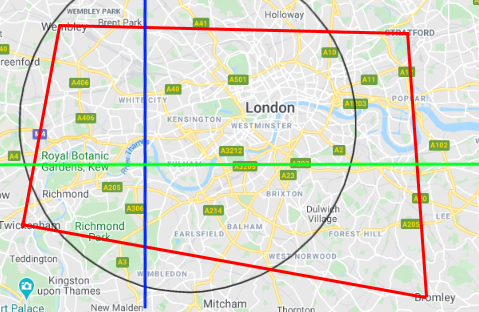 WEMBLEY PARK
Wembley
Brent Park
A41
Holloway
STRATFORD
A10
reenford
A40
A406
A501
A11
WHITE CITY
A40
London
A1203
POPLAR
A406
KENSINGTON
WESTMINSTER
A4
A3212
A2
A102
Royal Botanic
Gardens, Kew
FULHAM
A3205
A202
A205
A23
Richmond
BRIXTON
A20
A306
A214
Dulwich
Village
LEE
Twickenham
Richmond
Park
EARLSFIELD
BALHAM
FOREST HILL
A205
Teddington
A3
WIMBLEDON
WEST NORWOOD
Kingston
upon Thames
New Malden
Mitcham
Thornton
Bromley
rt Palace